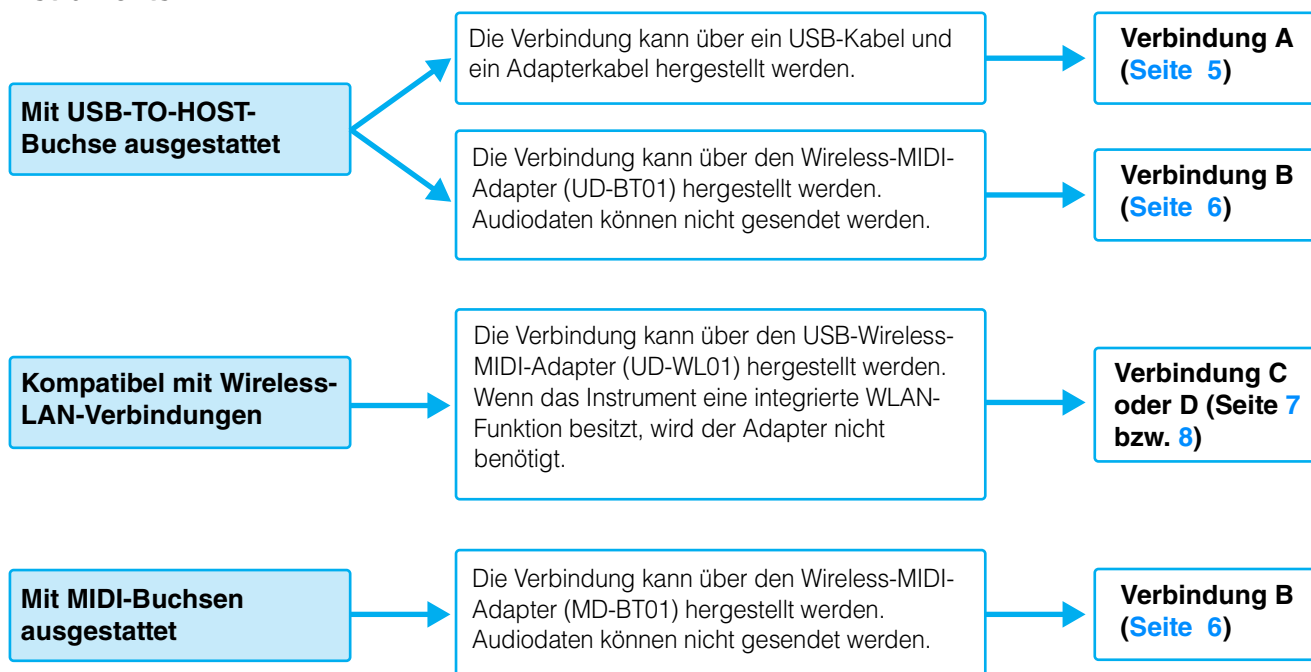 Mit USB-TO-HOST-
Buchse ausgestattet
Die Verbindung kann über ein USB-Kabel und
ein Adapterkabel hergestellt werden.
Verbindung A
(Seite 5)
Die Verbindung kann über den Wireless-MIDI-
Adapter (UD-BT01) hergestellt werden.
Audiodaten können nicht gesendet werden.
Verbindung B
(Seite 6)
Kompatibel mit Wireless-
LAN-Verbindungen
Die Verbindung kann über den USB-Wireless-
MIDI-Adapter (UD-WL01) hergestellt werden.
Wenn das Instrument eine integrierte WLAN-
Funktion besitzt, wird der Adapter nicht
benötigt.
Verbindung C
oder D (Seite 7
bzw. 8)
Mit MIDI-Buchsen
ausgestattet
Die Verbindung kann über den Wireless-MIDI-
Adapter (MD-BT01) hergestellt werden.
Audiodaten können nicht gesendet werden.
Verbindung B
(Seite 6)